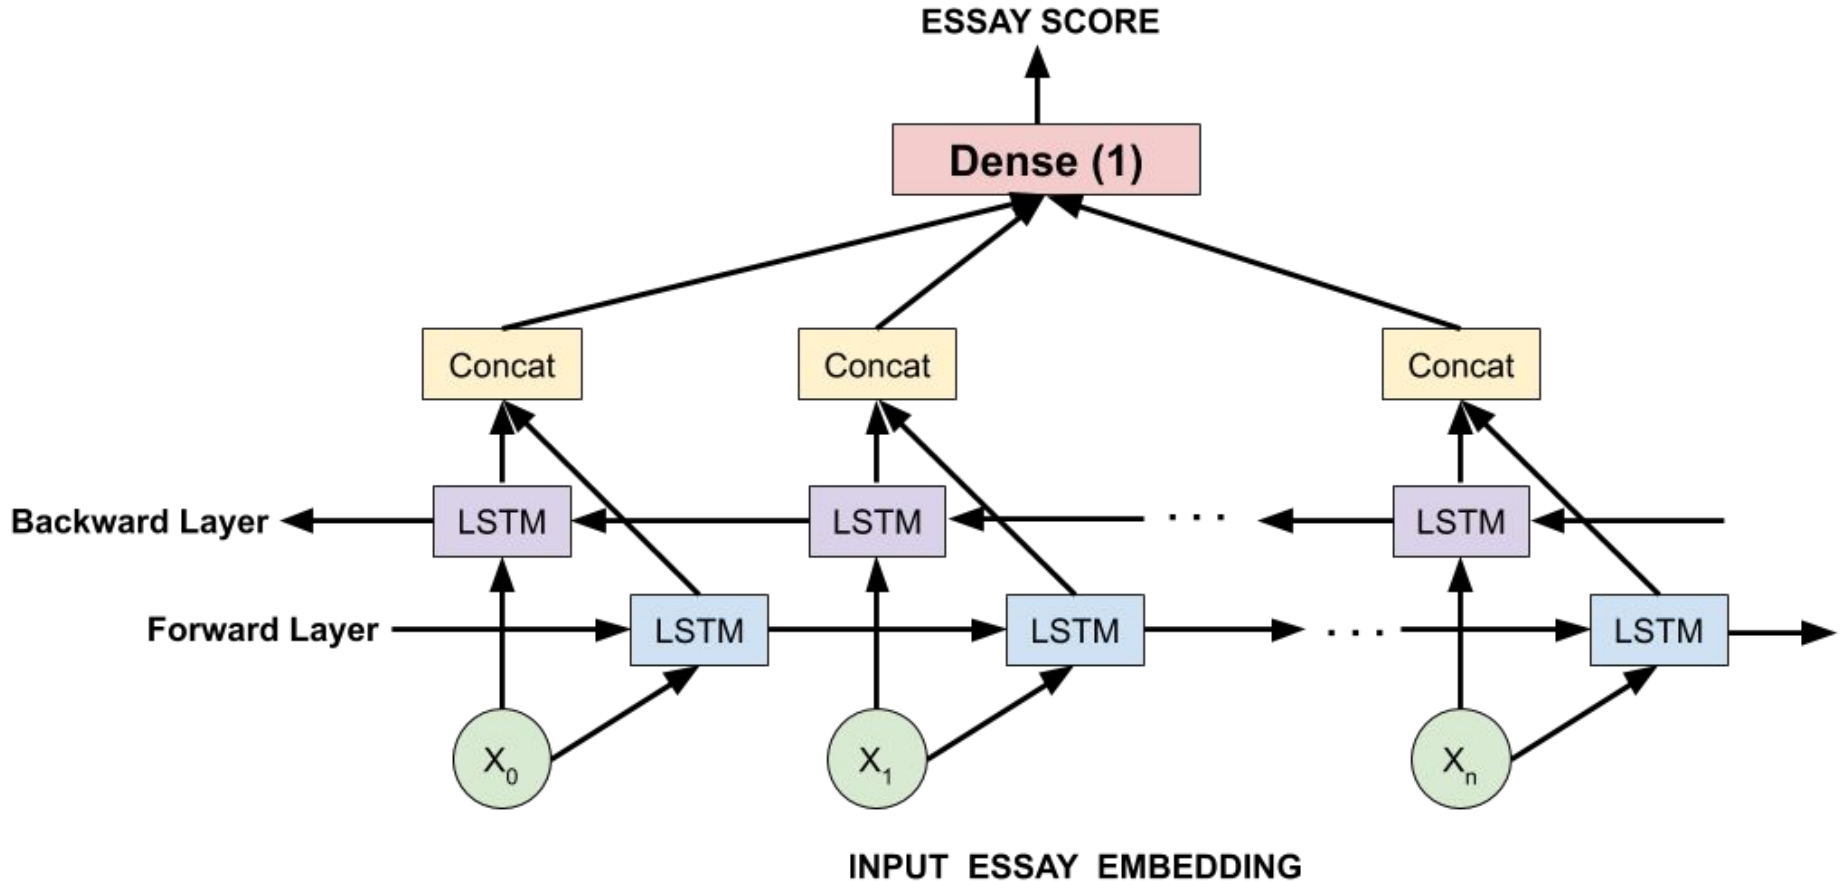 ESSAY SCORE
Dense (1)
Concat Concat Concat
Backward Layer LSTM LSTM . . . LSTM
Forward Layer LSTM LSTM . . . LSTM
X0 X1 Xn
INPUT ESSAY EMBEDDING